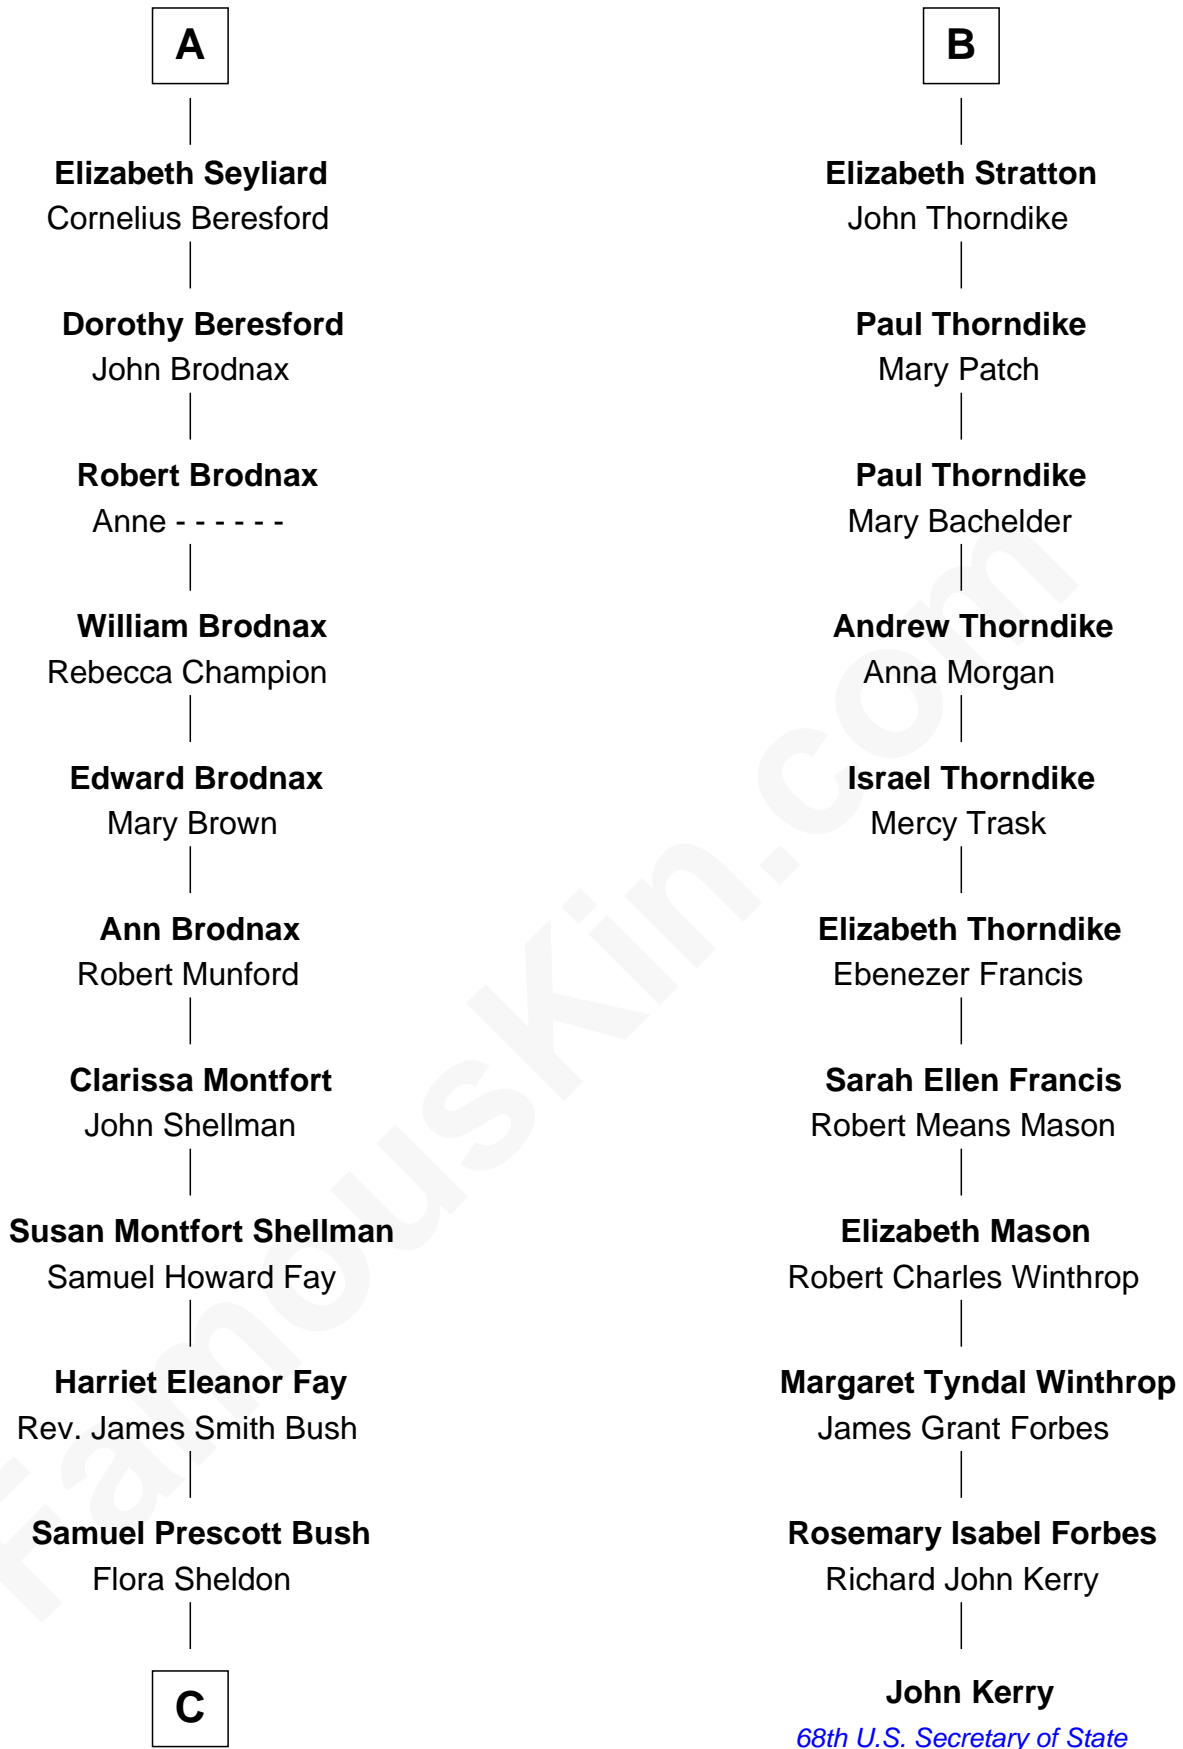 A
Elizabeth Seyliard
Cornelius Beresford
Dorothy Beresford
John Brodnax
Robert Brodnax
Anne - - - - - -
William Brodnax
Rebecca Champion
Edward Brodnax
Mary Brown
Ann Brodnax
Robert Munford
Clarissa Montfort
John Shellman
Susan Montfort Shellman
Samuel Howard Fay
Harriet Eleanor Fay
Rev. James Smith Bush
Samuel Prescott Bush
Flora Sheldon
C
B
Elizabeth Stratton
John Thorndike
Paul Thorndike
Mary Patch
Paul Thorndike
Mary Bachelder
Andrew Thorndike
Anna Morgan
Israel Thorndike
Mercy Trask
Elizabeth Thorndike
Ebenezer Francis
Sarah Ellen Francis
Robert Means Mason
Elizabeth Mason
Robert Charles Winthrop
Margaret Tyndal Winthrop
James Grant Forbes
Rosemary Isabel Forbes
Richard John Kerry
John Kerry
68th U.S. Secretary of State
FamousKin.com